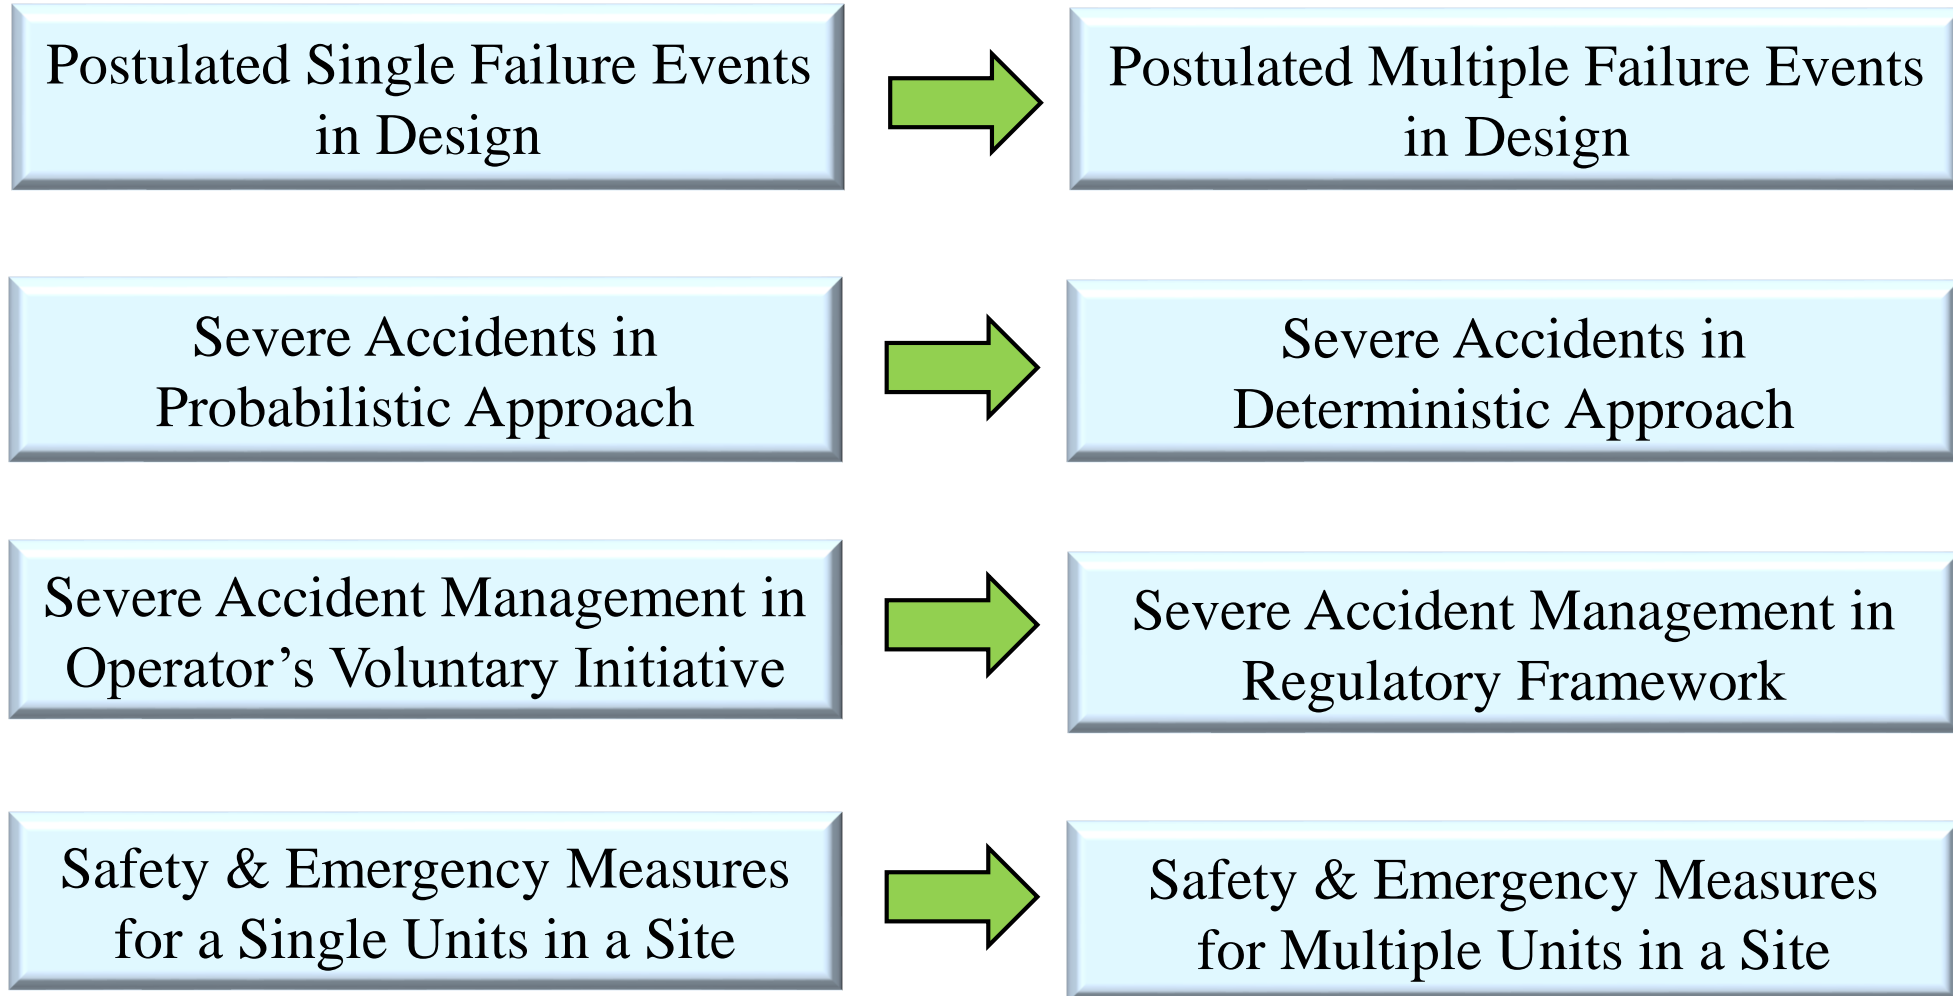 Postulated Single Failure Events
in Design
Postulated Multiple Failure Events
in Design
Severe Accidents in
Probabilistic Approach
Severe Accidents in
Deterministic Approach
Severe Accident Management in
Operator’s Voluntary Initiative
Severe Accident Management in
Regulatory Framework
Safety & Emergency Measures
for a Single Units in a Site
Safety & Emergency Measures
for Multiple Units in a Site